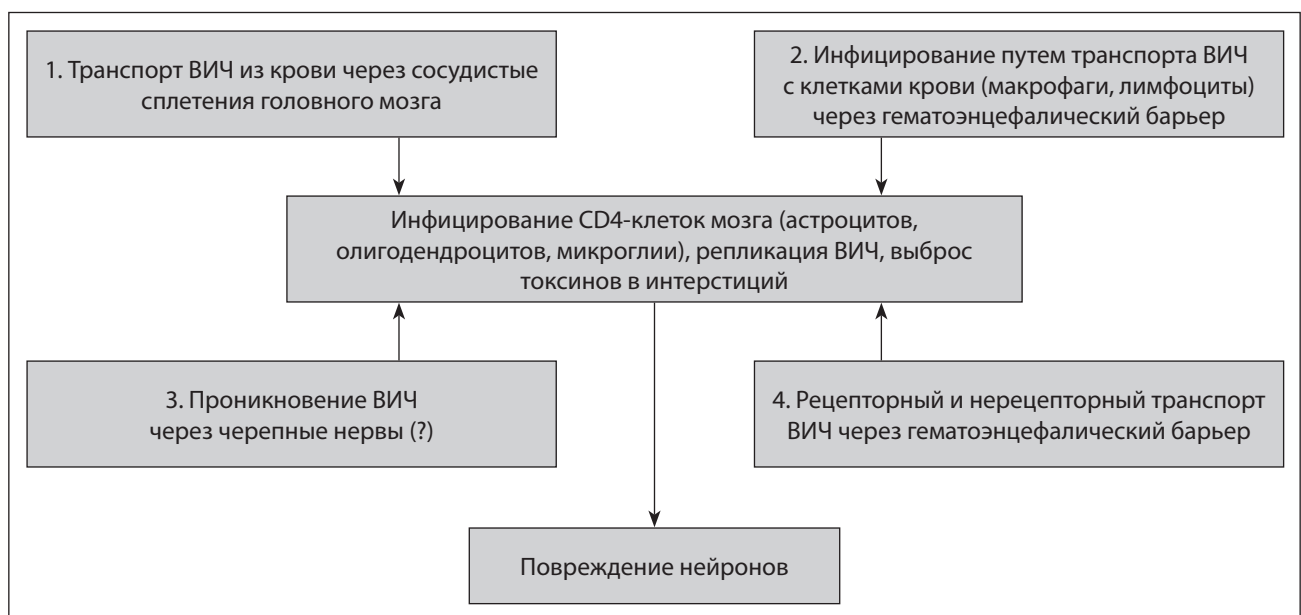 1. Транспорт ВИЧ из крови через сосудистые
сплетения головного мозга
2. Инфицирование путем транспорта ВИЧ
с клетками крови (макрофаги, лимфоциты)
через гематоэнцефалический барьер
Инфицирование CD4-клеток мозга (астроцитов,
олигодендроцитов, микроглии), репликация ВИЧ, выброс
токсинов в интерстиций
3. Проникновение ВИЧ
через черепные нервы (?)
4. Рецепторный и нерецепторный транспорт
ВИЧ через гематоэнцефалический барьер
Повреждение нейронов